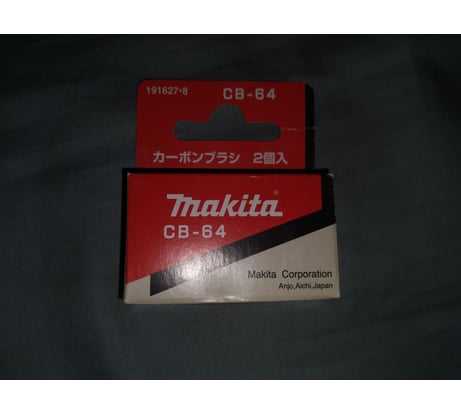 191627-8 CB-64
カーボンブラシ 2個入
makita
CB-64
Makita Corporation
Anjo,Aichi,Japan